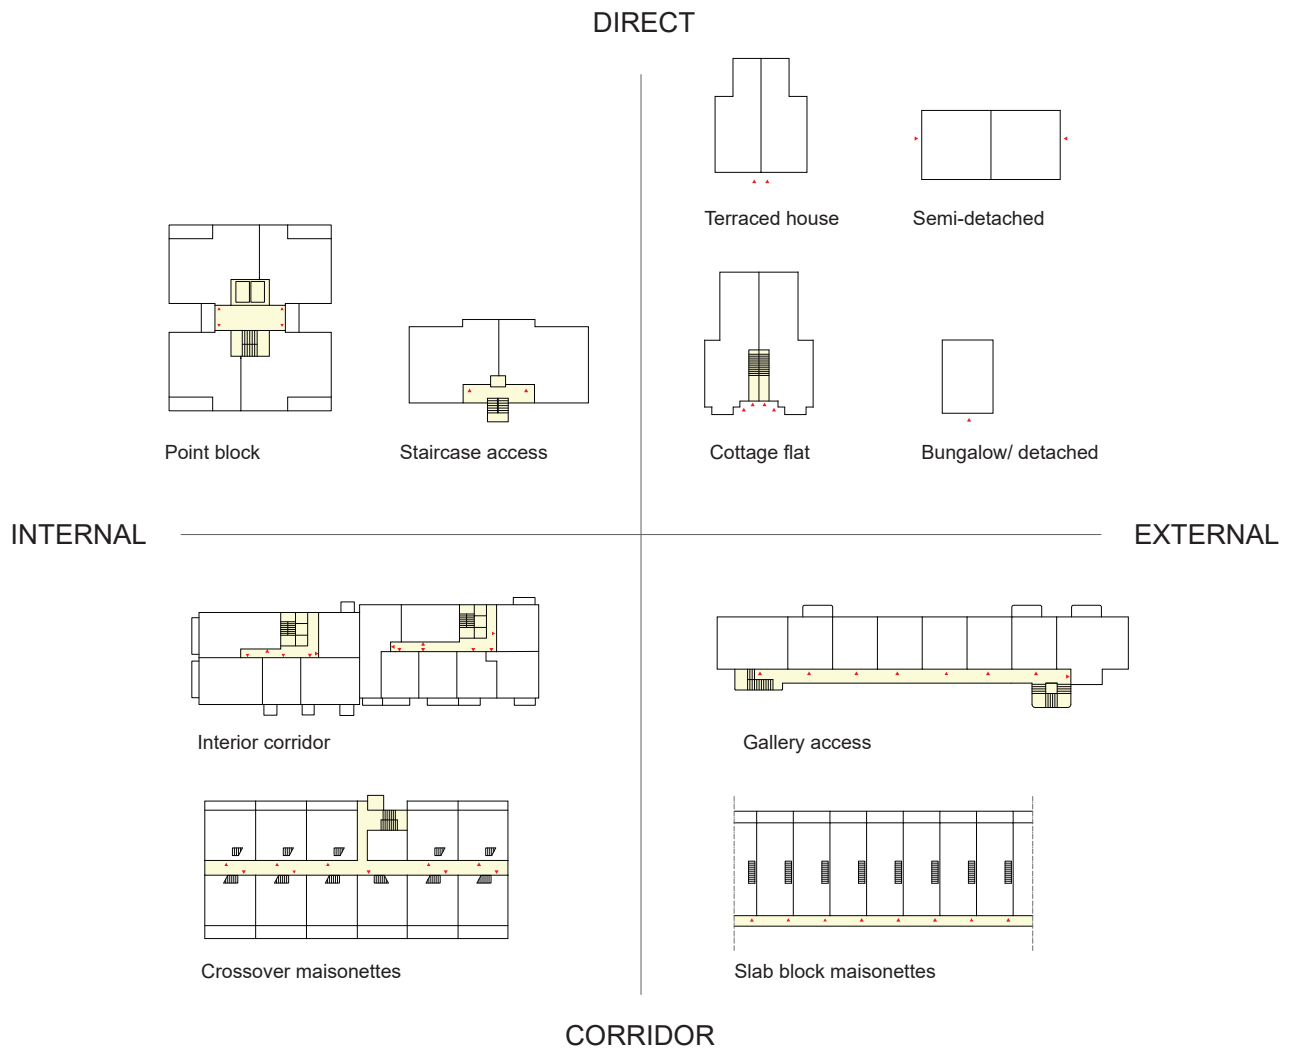 DIRECT
Terraced house
Semi-detached
Point block
Staircase access
Cottage flat
Bungalow/ detached
INTERNAL
EXTERNAL
Interior corridor
Gallery access
Crossover maisonettes
Slab block maisonettes
CORRIDOR